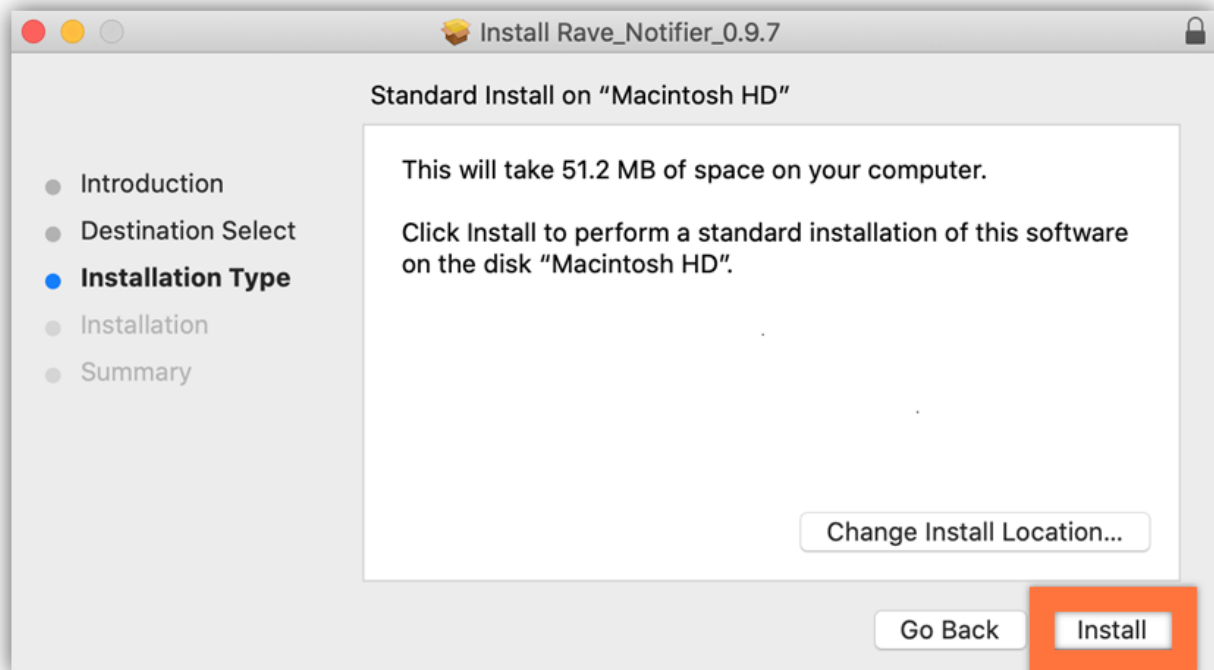 Install Rave_Notifier_0.9.7
Standard Install on “Macintosh HD”
Introduction
Destination Select
Installation Type
Installation
Summary
This will take 51.2 MB of space on your computer.
Click Install to perform a standard installation of this software
on the disk “Macintosh HD”.
Change Install Location...
Go Back
Install